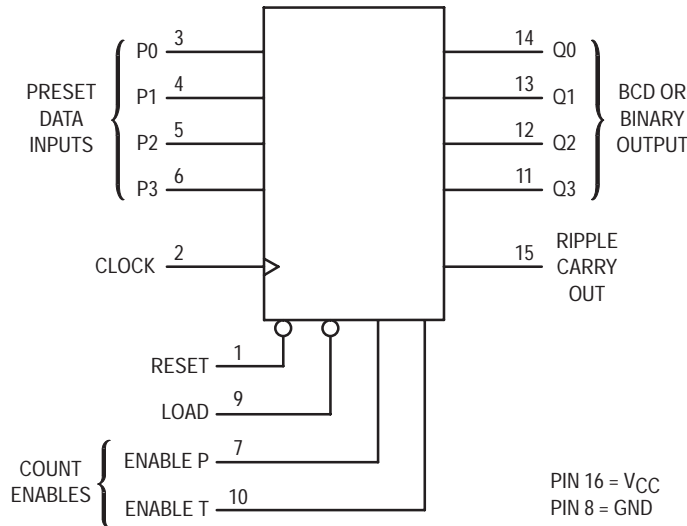 P0 3
P1 4
P2 5
P3 6
PRESET
DATA
INPUTS
CLOCK 2
14 Q0
13 Q1
12 Q2
11 Q3
BCD OR
BINARY
OUTPUT
15 RIPPLE
CARRY
OUT
RESET 1
LOAD 9
ENABLE P 7
ENABLE T 10
COUNT
ENABLES
PIN 16 = VCC
PIN 8 = GND